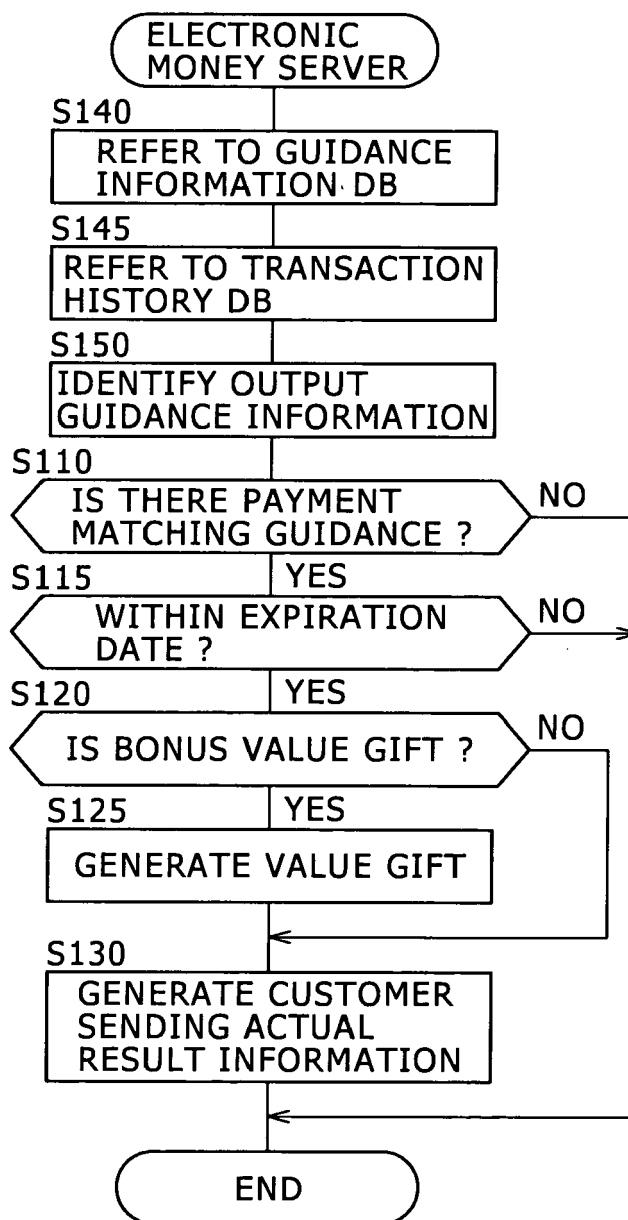 ELECTRONIC
MONEY SERVER
S140
REFER TO GUIDANCE
INFORMATION DB
S145
REFER TO TRANSACTION
HISTORY DB
S150
IDENTIFY OUTPUT
GUIDANCE INFORMATION
S110
IS THERE PAYMENT
MATCHING GUIDANCE ?
NO
YES
S115
WITHIN EXPIRATION
DATE ?
NO
YES
S120
IS BONUS VALUE GIFT ?
NO
YES
S125
GENERATE VALUE GIFT
S130
GENERATE CUSTOMER
SENDING ACTUAL
RESULT INFORMATION
END